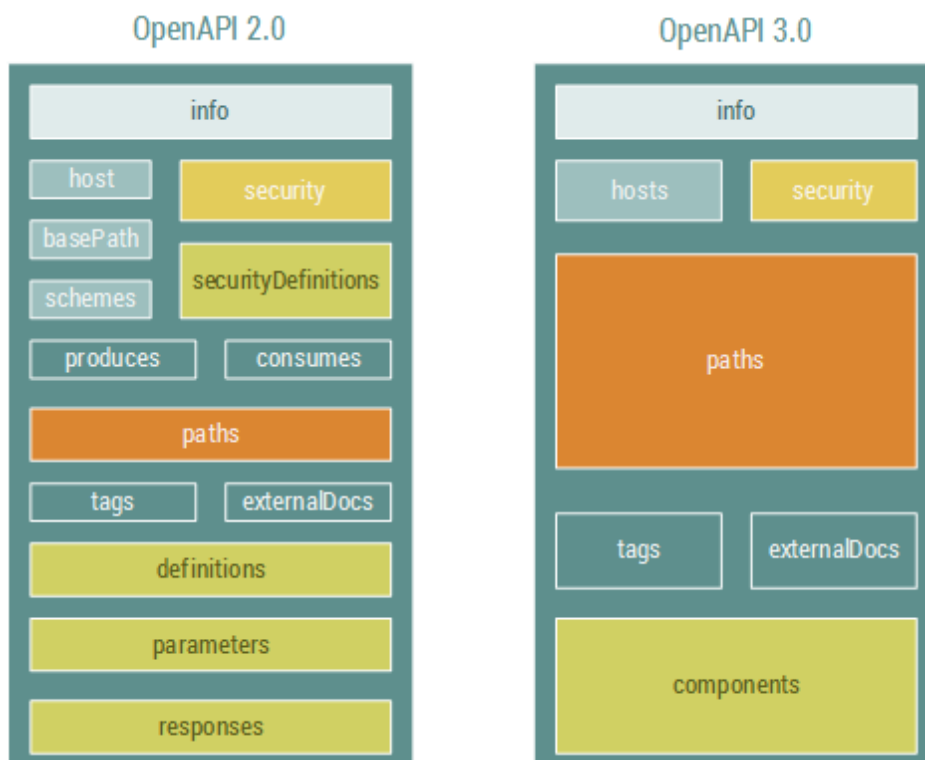 OpenAPI 2.0
info
host
security
basePath
securityDefinitions
schemes
produces
consumes
paths
tags
externalDocs
definitions
parameters
responses
OpenAPI 3.0
info
hosts
security
paths
tags
externalDocs
components